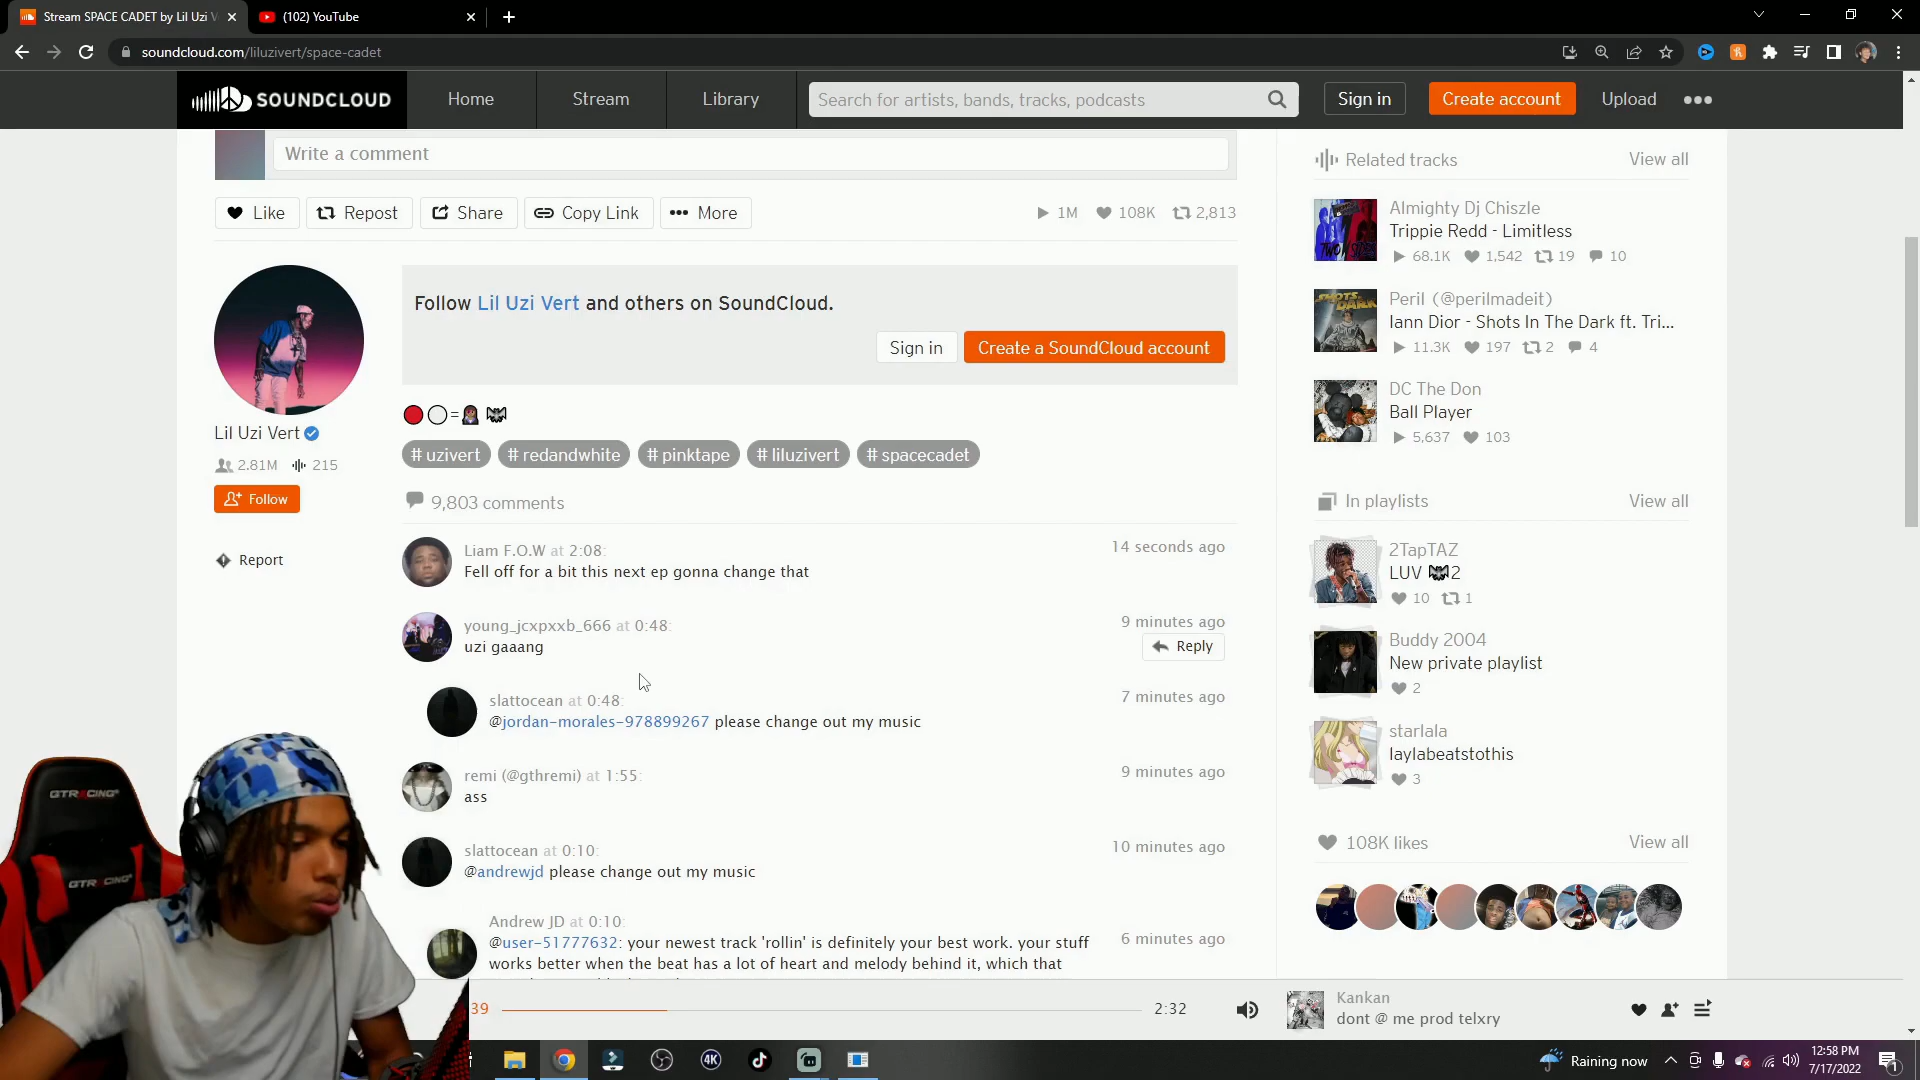 Stream SPACE CADET by Lil Uzi V
(102) YouTube
soundcloud.com/liluzivert/space-cadet
SOUNDCLOUD
Home
Stream
Library
Search for artists, bands, tracks, podcasts
Sign in
Create account
Upload
Write a comment
Like
Repost
Share
Copy Link
More
1M
108K
2,813
Follow Lil Uzi Vert and others on SoundCloud.
Sign in
Create a SoundCloud account
Lil Uzi Vert
2.81M
215
Follow
Report
=
# uzivert
# redandwhite
# pinktape
# liluzivert
# spacecadet
9,803 comments
Liam F.O.W at 2:08:
14 seconds ago
Fell off for a bit this next ep gonna change that
young_jcxpxxb_666 at 0:48:
9 minutes ago
uzi gaaang
Reply
slattocean at 0:48:
7 minutes ago
@jordan-morales-978899267 please change out my music
remi (@gthremi) at 1:55:
9 minutes ago
ass
slattocean at 0:10:
10 minutes ago
@andrewjd please change out my music
Andrew JD at 0:10:
6 minutes ago
@user-51777632: your newest track 'rollin' is definitely your best work. your stuff
works better when the beat has a lot of heart and melody behind it, which that
Related tracks
View all
Almighty Dj Chiszle
Trippie Redd - Limitless
68.1K
1,542
19
10
Peril (@perilmadeit)
Iann Dior - Shots In The Dark ft. Tri...
11.3K
197
2
4
DC The Don
Ball Player
5,637
103
In playlists
View all
2TapTAZ
LUV 2
10
1
Buddy 2004
New private playlist
2
starlala
laylabeatstothis
3
108K likes
View all
39
2:32
Kankan
dont @ me prod telxry
GTRACING
GTRACING
4K
Raining now
12:58 PM
7/17/2022
1